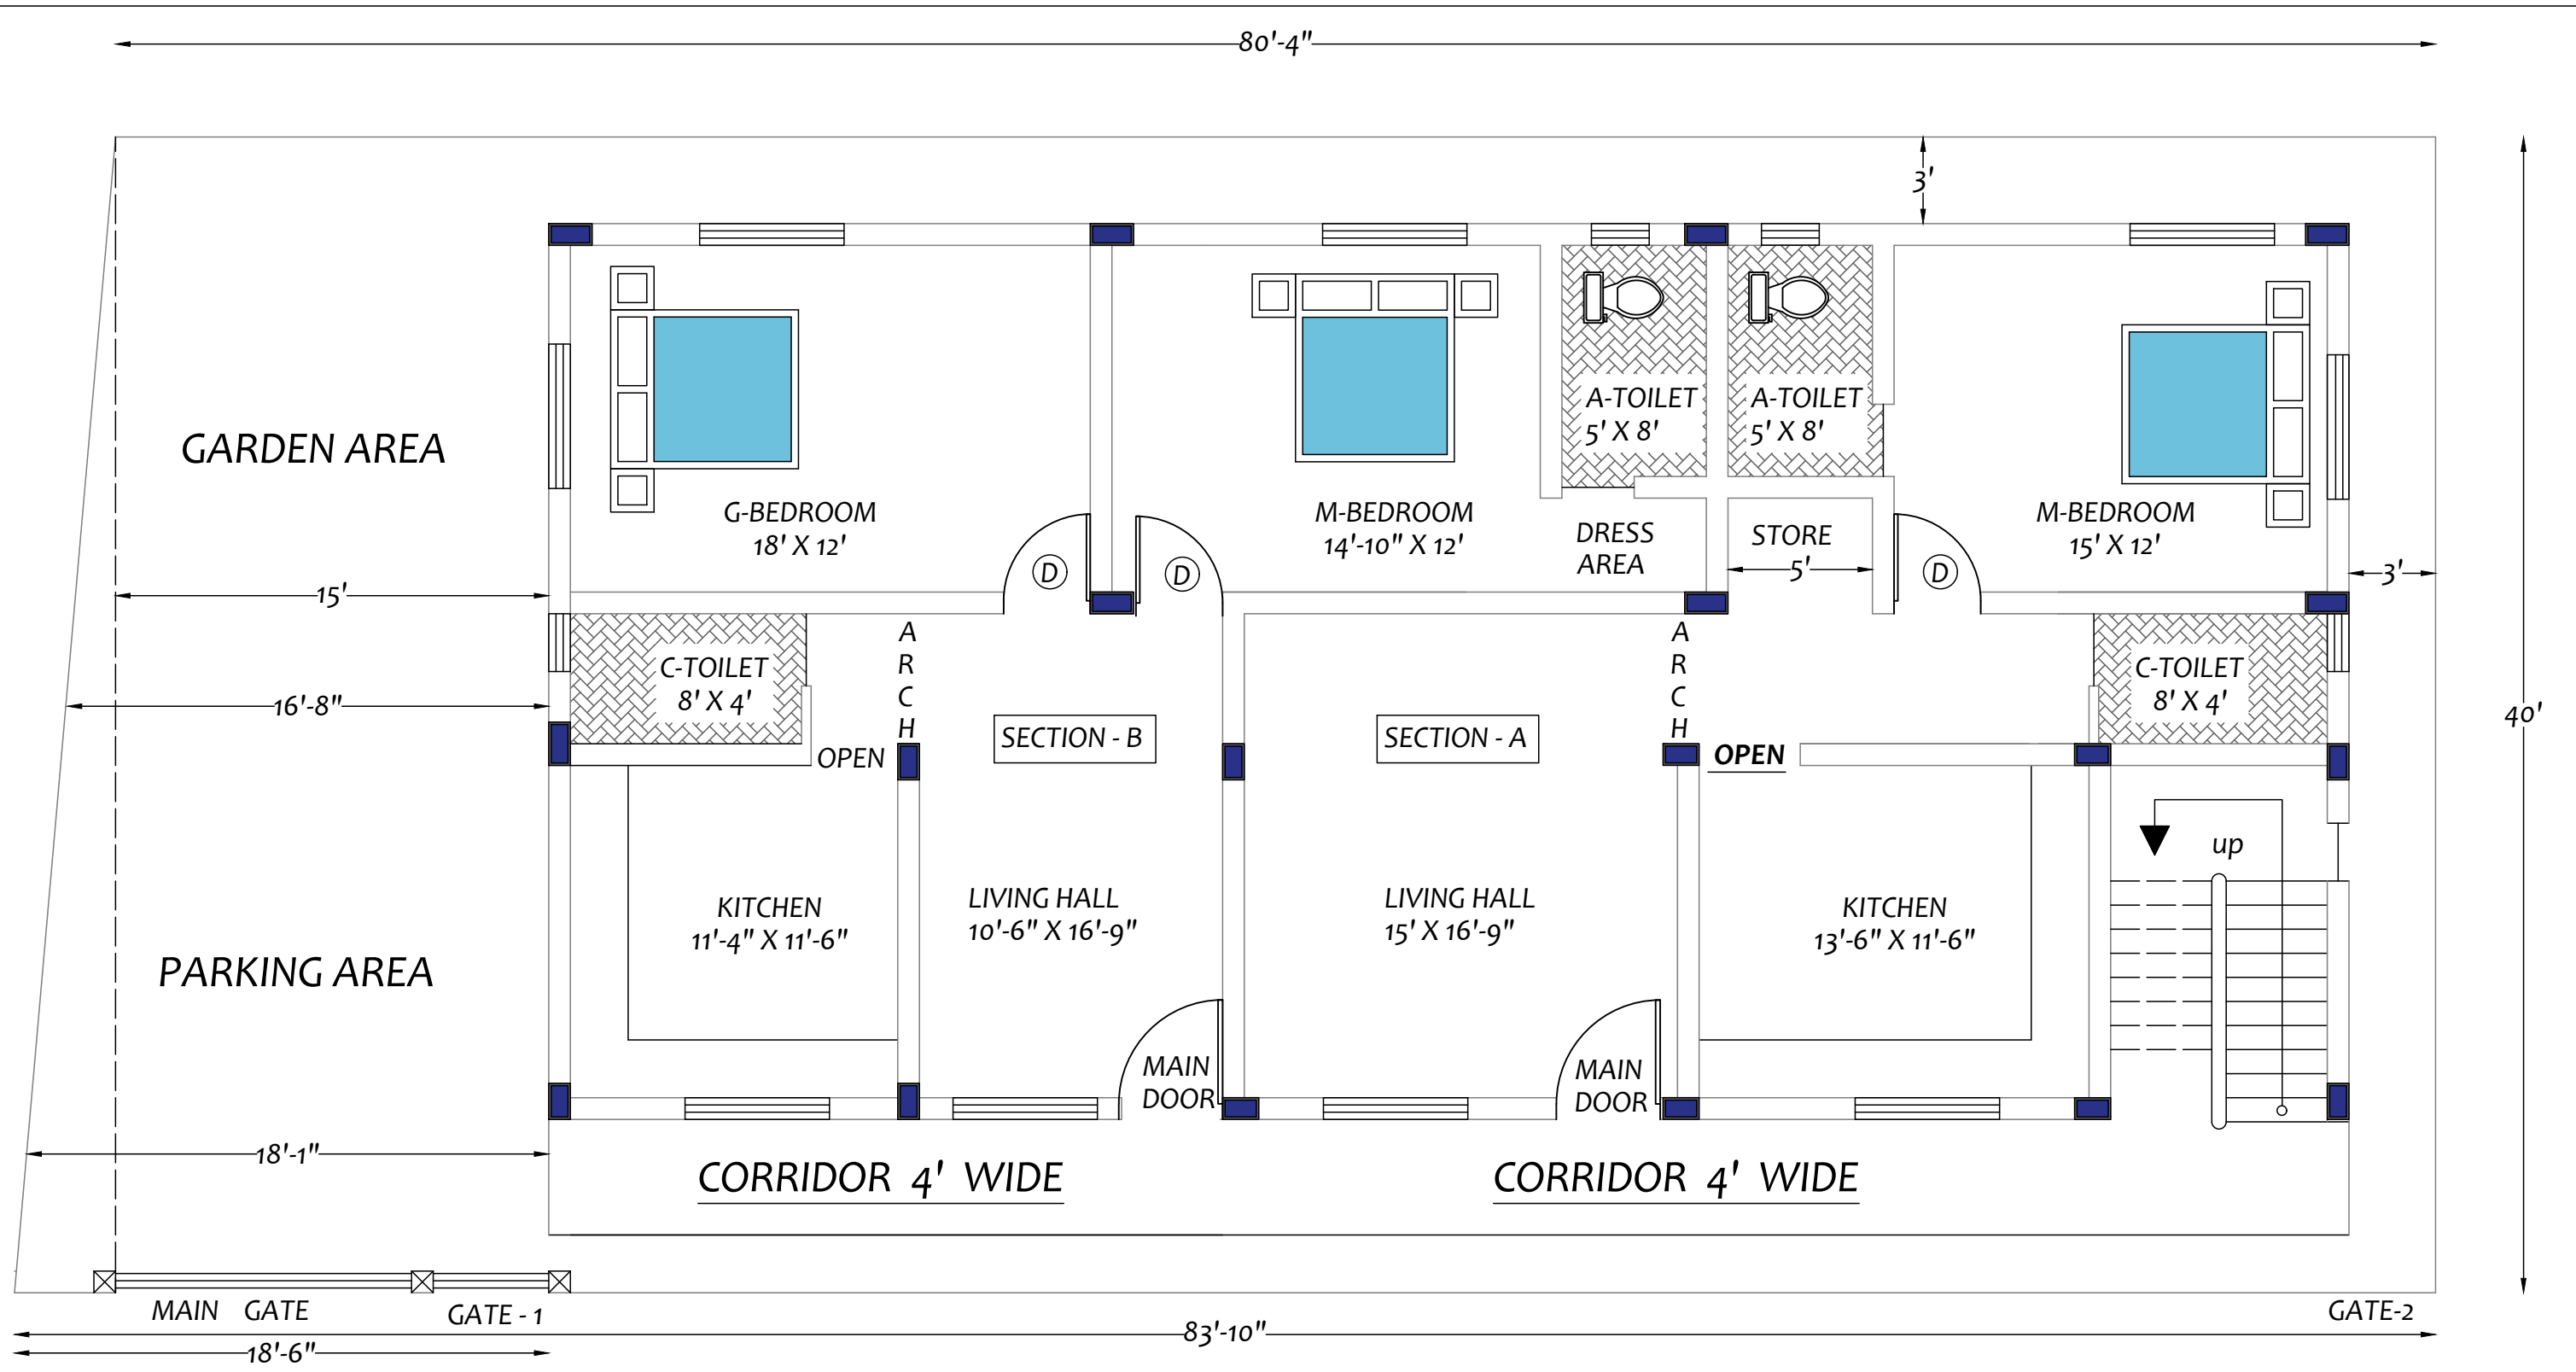 80'-4"
3'
GARDEN AREA
A-TOILET
5' X 8'
A-TOILET
5' X 8'
G-BEDROOM
18' X 12'
M-BEDROOM
14'-10" X 12'
DRESS
AREA
STORE
5'
M-BEDROOM
15' X 12'
D
D
D
3'
15'
C-TOILET
8' X 4'
A
R
C
H
A
R
C
H
C-TOILET
8' X 4'
16'-8"
40'
SECTION - B
SECTION - A
OPEN
OPEN
up
KITCHEN
11'-4" X 11'-6"
LIVING HALL
10'-6" X 16'-9"
LIVING HALL
15' X 16'-9"
KITCHEN
13'-6" X 11'-6"
PARKING AREA
MAIN
DOOR
MAIN
DOOR
18'-1"
CORRIDOR 4' WIDE
CORRIDOR 4' WIDE
MAIN GATE
GATE - 1
GATE-2
83'-10"
18'-6"